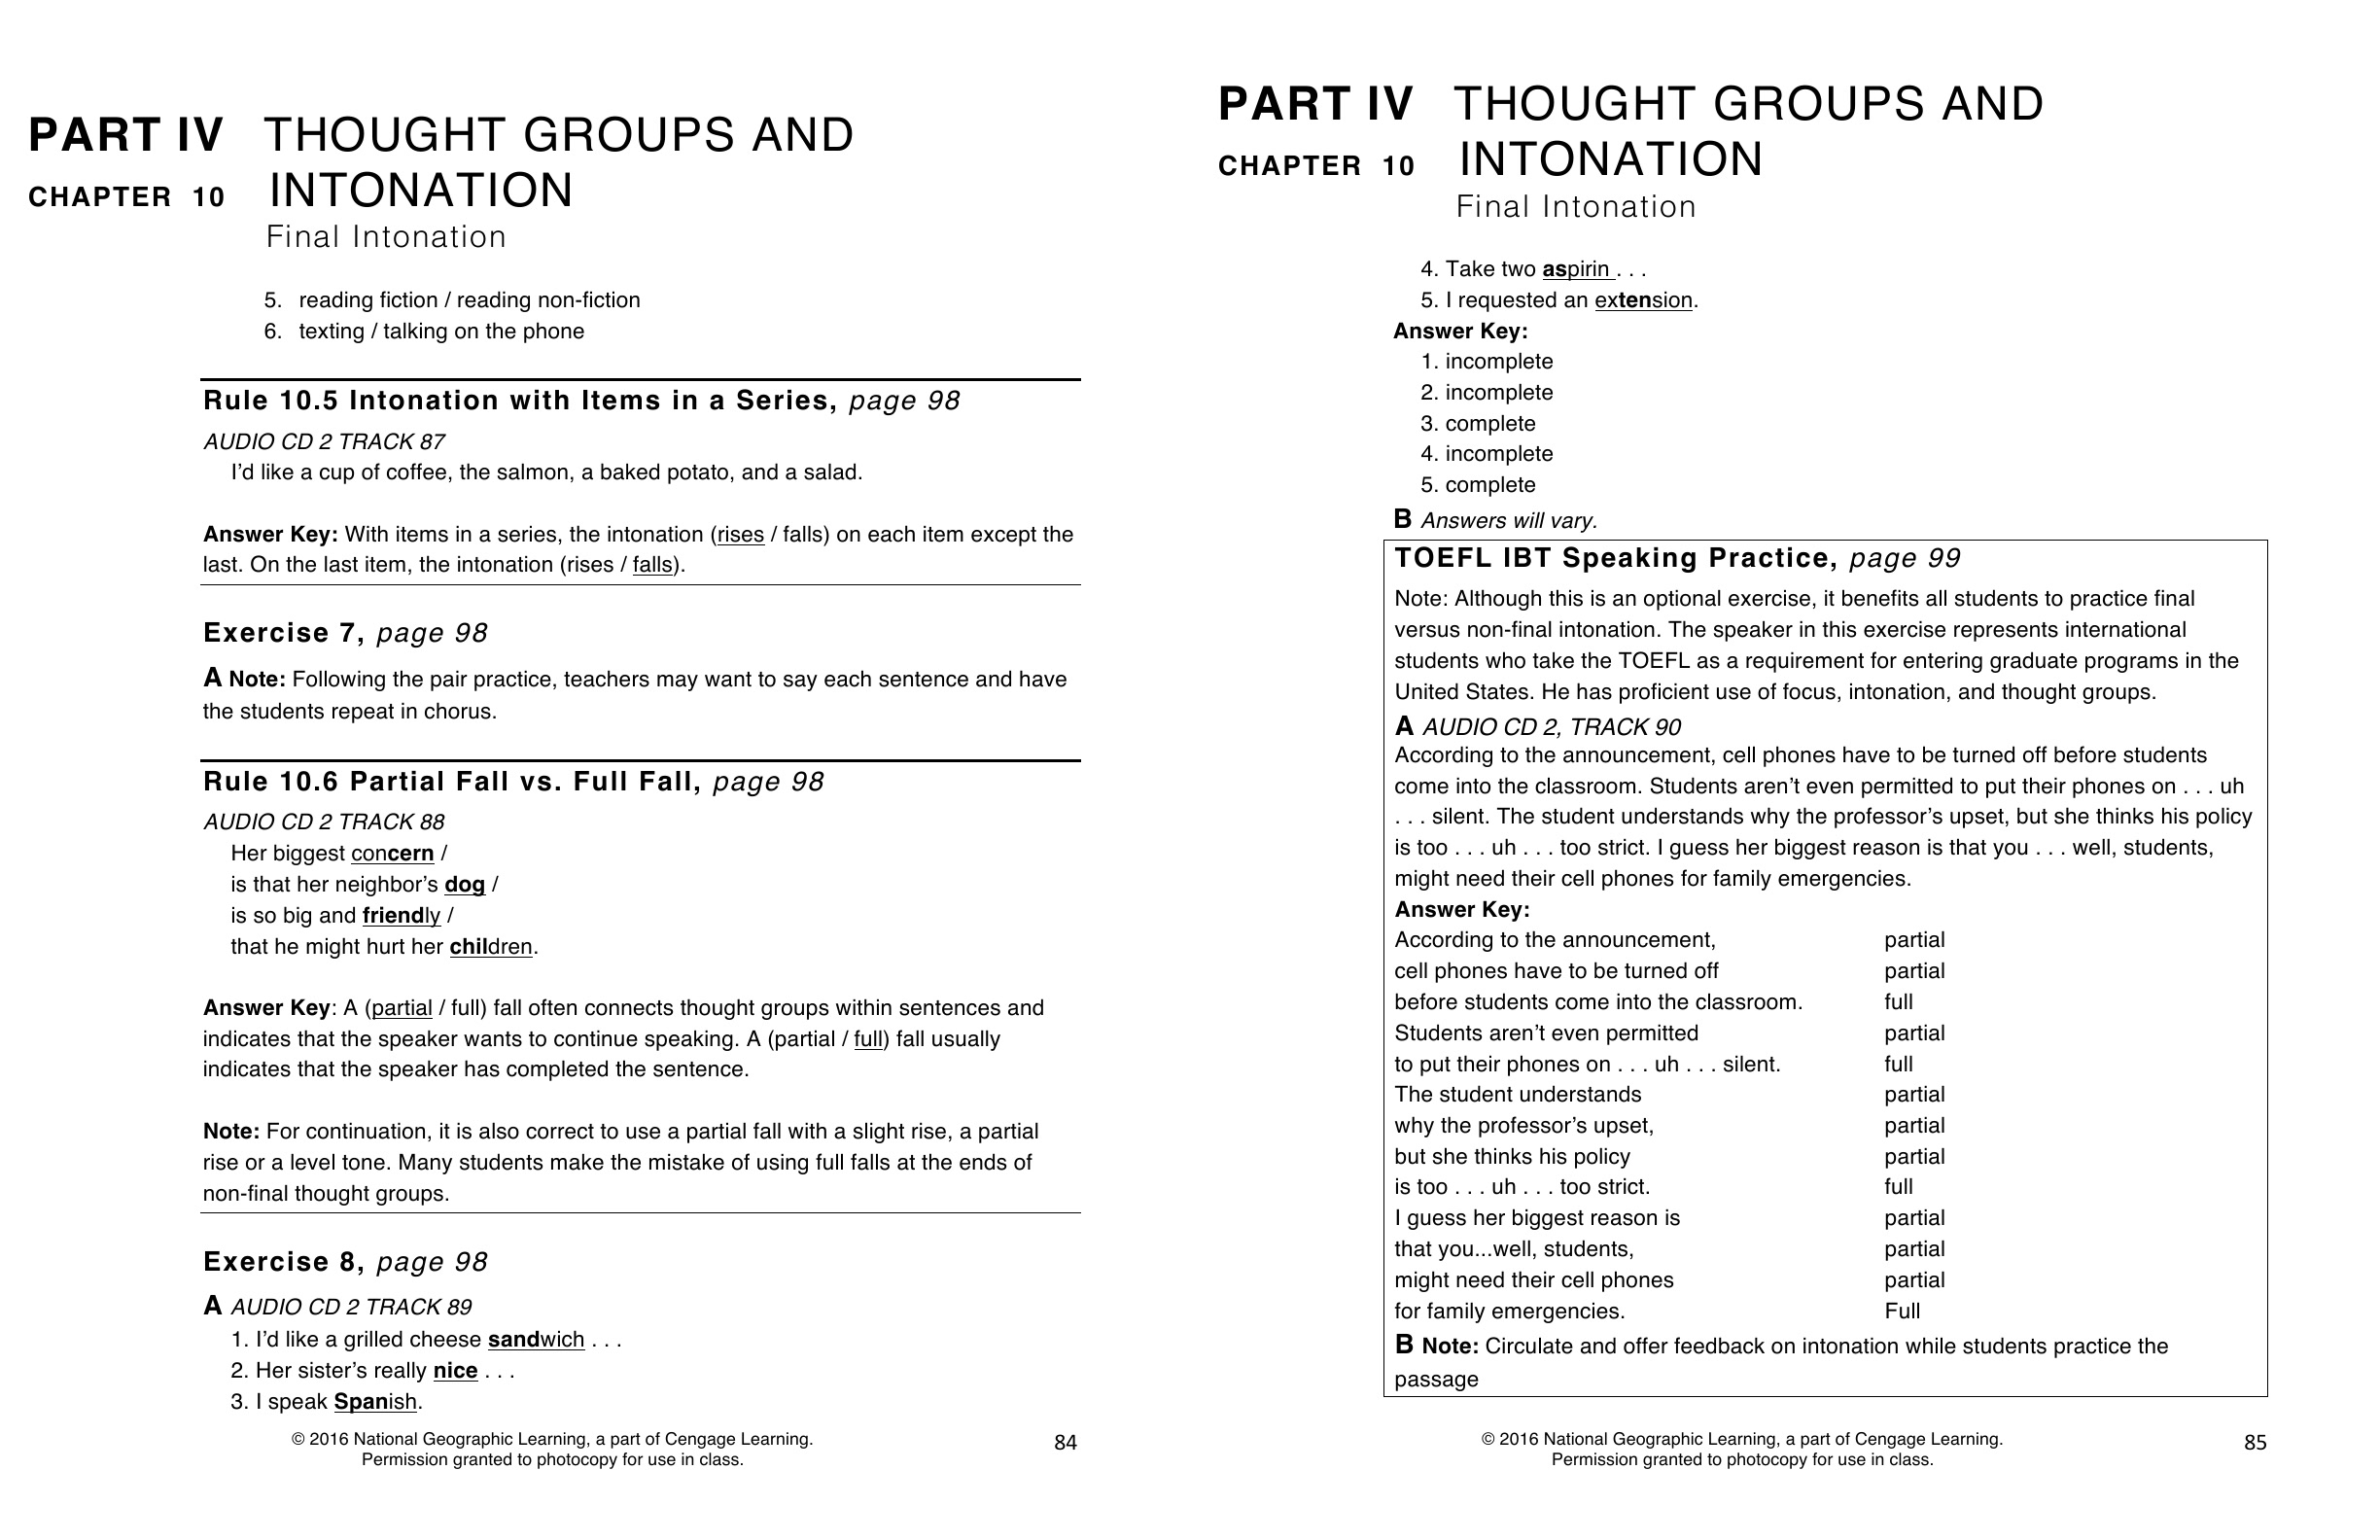 PART IV THOUGHT GROUPS AND
CHAPTER 10 INTONATION
Final Intonation
5. reading fiction / reading non-fiction
6. texting / talking on the phone
Rule 10.5 Intonation with Items in a Series, page 98
AUDIO CD 2 TRACK 87
I’d like a cup of coffee, the salmon, a baked potato, and a salad.
Answer Key: With items in a series, the intonation (rises / falls) on each item except the
last. On the last item, the intonation (rises / falls).
Exercise 7, page 98
A Note: Following the pair practice, teachers may want to say each sentence and have
the students repeat in chorus.
Rule 10.6 Partial Fall vs. Full Fall, page 98
AUDIO CD 2 TRACK 88
Her biggest concern /
is that her neighbor’s dog /
is so big and friendly /
that he might hurt her children.
Answer Key: A (partial / full) fall often connects thought groups within sentences and
indicates that the speaker wants to continue speaking. A (partial / full) fall usually
indicates that the speaker has completed the sentence.
Note: For continuation, it is also correct to use a partial fall with a slight rise, a partial
rise or a level tone. Many students make the mistake of using full falls at the ends of
non-final thought groups.
Exercise 8, page 98
A AUDIO CD 2 TRACK 89
1. I’d like a grilled cheese sandwich . . .
2. Her sister’s really nice . . .
3. I speak Spanish.
© 2016 National Geographic Learning, a part of Cengage Learning.
Permission granted to photocopy for use in class.
84
PART IV THOUGHT GROUPS AND
CHAPTER 10 INTONATION
Final Intonation
4. Take two aspirin . . .
5. I requested an extension.
Answer Key:
1. incomplete
2. incomplete
3. complete
4. incomplete
5. complete
B Answers will vary.
TOEFL IBT Speaking Practice, page 99
Note: Although this is an optional exercise, it benefits all students to practice final
versus non-final intonation. The speaker in this exercise represents international
students who take the TOEFL as a requirement for entering graduate programs in the
United States. He has proficient use of focus, intonation, and thought groups.
A AUDIO CD 2, TRACK 90
According to the announcement, cell phones have to be turned off before students
come into the classroom. Students aren’t even permitted to put their phones on . . . uh
. . . silent. The student understands why the professor’s upset, but she thinks his policy
is too . . . uh . . . too strict. I guess her biggest reason is that you . . . well, students,
might need their cell phones for family emergencies.
Answer Key:
According to the announcement, partial
cell phones have to be turned off partial
before students come into the classroom. full
Students aren’t even permitted partial
to put their phones on . . . uh . . . silent. full
The student understands partial
why the professor’s upset, partial
but she thinks his policy partial
is too . . . uh . . . too strict. full
I guess her biggest reason is partial
that you...well, students, partial
might need their cell phones partial
for family emergencies. Full
B Note: Circulate and offer feedback on intonation while students practice the
passage
© 2016 National Geographic Learning, a part of Cengage Learning.
Permission granted to photocopy for use in class.
85